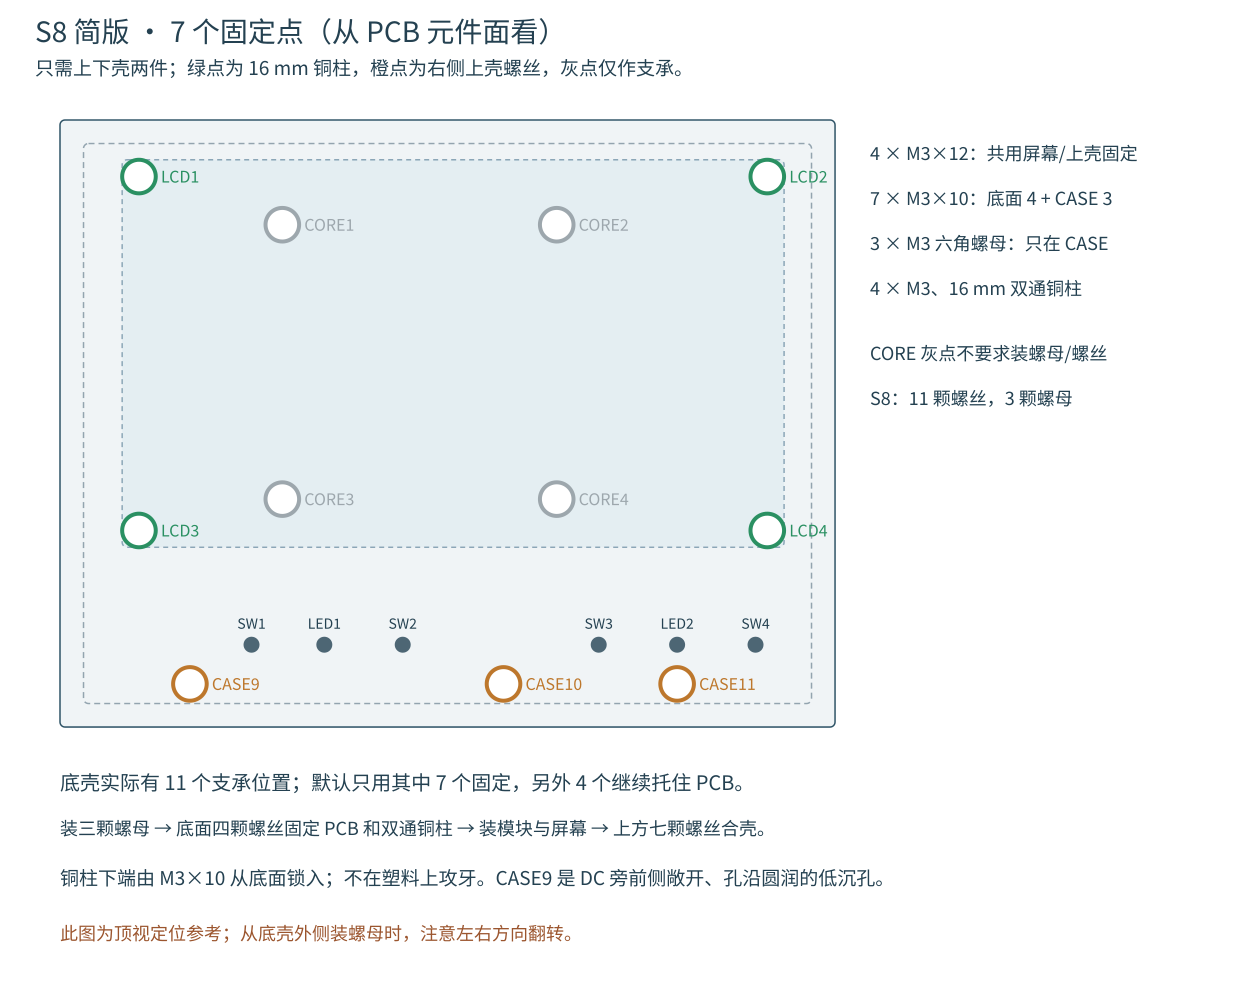 S8 简版 · 7 个固定点（从 PCB 元件面看）
只需上下壳两件；绿点为 16 mm 铜柱，橙点为右侧上壳螺丝，灰点仅作支承。
4 × M3×12：共用屏幕/上壳固定
7 × M3×10：底面 4 + CASE 3
3 × M3 六角螺母：只在 CASE
4 × M3、16 mm 双通铜柱
CORE 灰点不要求装螺母/螺丝
S8：11 颗螺丝，3 颗螺母
LCD1
LCD2
CORE1
CORE2
CORE3
CORE4
LCD3
LCD4
SW1
LED1
SW2
SW3
LED2
SW4
CASE9
CASE10
CASE11
底壳实际有 11 个支承位置；默认只用其中 7 个固定，另外 4 个继续托住 PCB。
装三颗螺母 → 底面四颗螺丝固定 PCB 和双通铜柱 → 装模块与屏幕 → 上方七颗螺丝合壳。
铜柱下端由 M3×10 从底面锁入；不在塑料上攻牙。CASE9 是 DC 旁前侧敞开、孔沿圆润的低沉孔。
此图为顶视定位参考；从底壳外侧装螺母时，注意左右方向翻转。